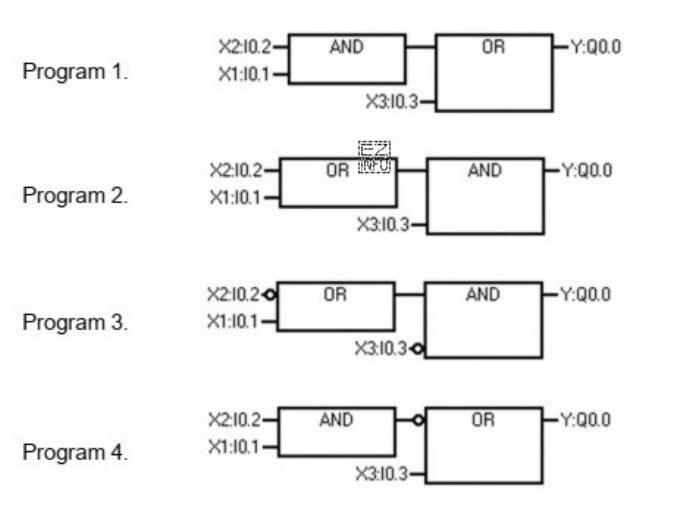 X2:I0.2 AND OR Y:Q0.0
Program 1. X1:I0.1
X3:I0.3
EZ
INFO
X2:I0.2 OR AND Y:Q0.0
Program 2. X1:I0.1
X3:I0.3
X2:I0.2 OR AND Y:Q0.0
Program 3. X1:I0.1
X3:I0.3
X2:I0.2 AND OR Y:Q0.0
Program 4. X1:I0.1
X3:I0.3